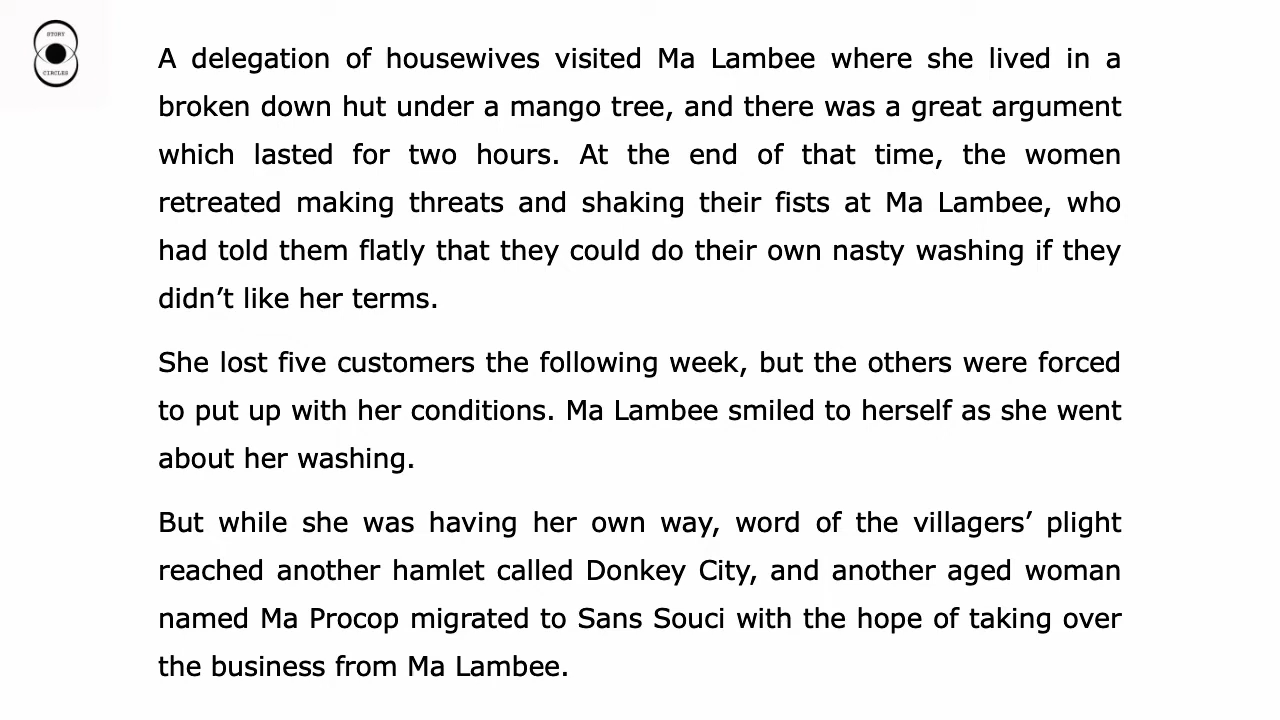 STORY
CIRCLES
A delegation of housewives visited Ma Lambee where she lived in a
broken down hut under a mango tree, and there was a great argument
which lasted for two hours. At the end of that time, the women
retreated making threats and shaking their fists at Ma Lambee, who
had told them flatly that they could do their own nasty washing if they
didn’t like her terms.
She lost five customers the following week, but the others were forced
to put up with her conditions. Ma Lambee smiled to herself as she went
about her washing.
But while she was having her own way, word of the villagers’ plight
reached another hamlet called Donkey City, and another aged woman
named Ma Procop migrated to Sans Souci with the hope of taking over
the business from Ma Lambee.